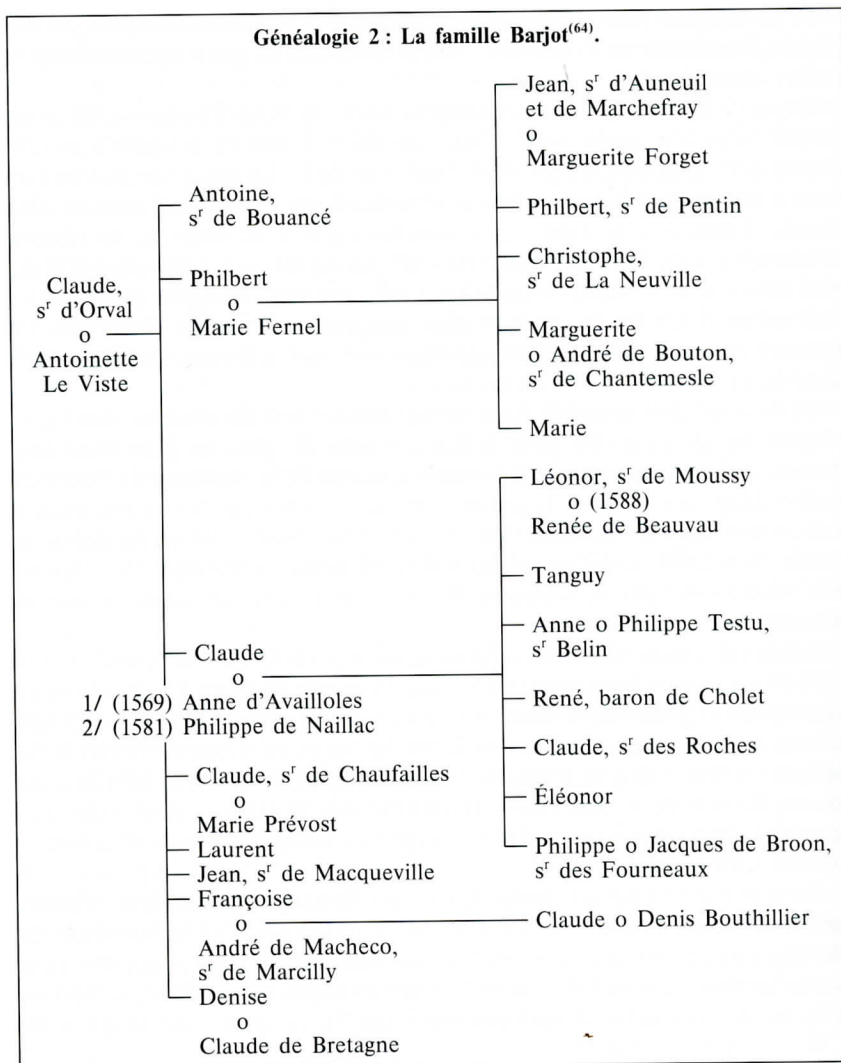 Généalogie 2 : La famille Barjot(64).
Claude,
sr d'Orval
o
Antoinette
Le Viste
Antoine,
sr de Bouancé
Philbert
o
Marie Fernel
Jean, sr d'Auneuil
et de Marchefray
o
Marguerite Forget
Philbert, sr de Pentin
Christophe,
sr de La Neuville
Marguerite
o André de Bouton,
sr de Chantemesle
Marie
Claude
o
1/ (1569) Anne d'Availloles
2/ (1581) Philippe de Naillac
Léonor, sr de Moussy
o (1588)
Renée de Beauvau
Tanguy
Anne o Philippe Testu,
sr Belin
René, baron de Cholet
Claude, sr des Roches
Éléonor
Philippe o Jacques de Broon,
sr des Fourneaux
Claude, sr de Chaufailles
o
Marie Prévost
Laurent
Jean, sr de Macqueville
Françoise
o
André de Macheco,
sr de Marcilly
Claude o Denis Bouthillier
Denise
o
Claude de Bretagne